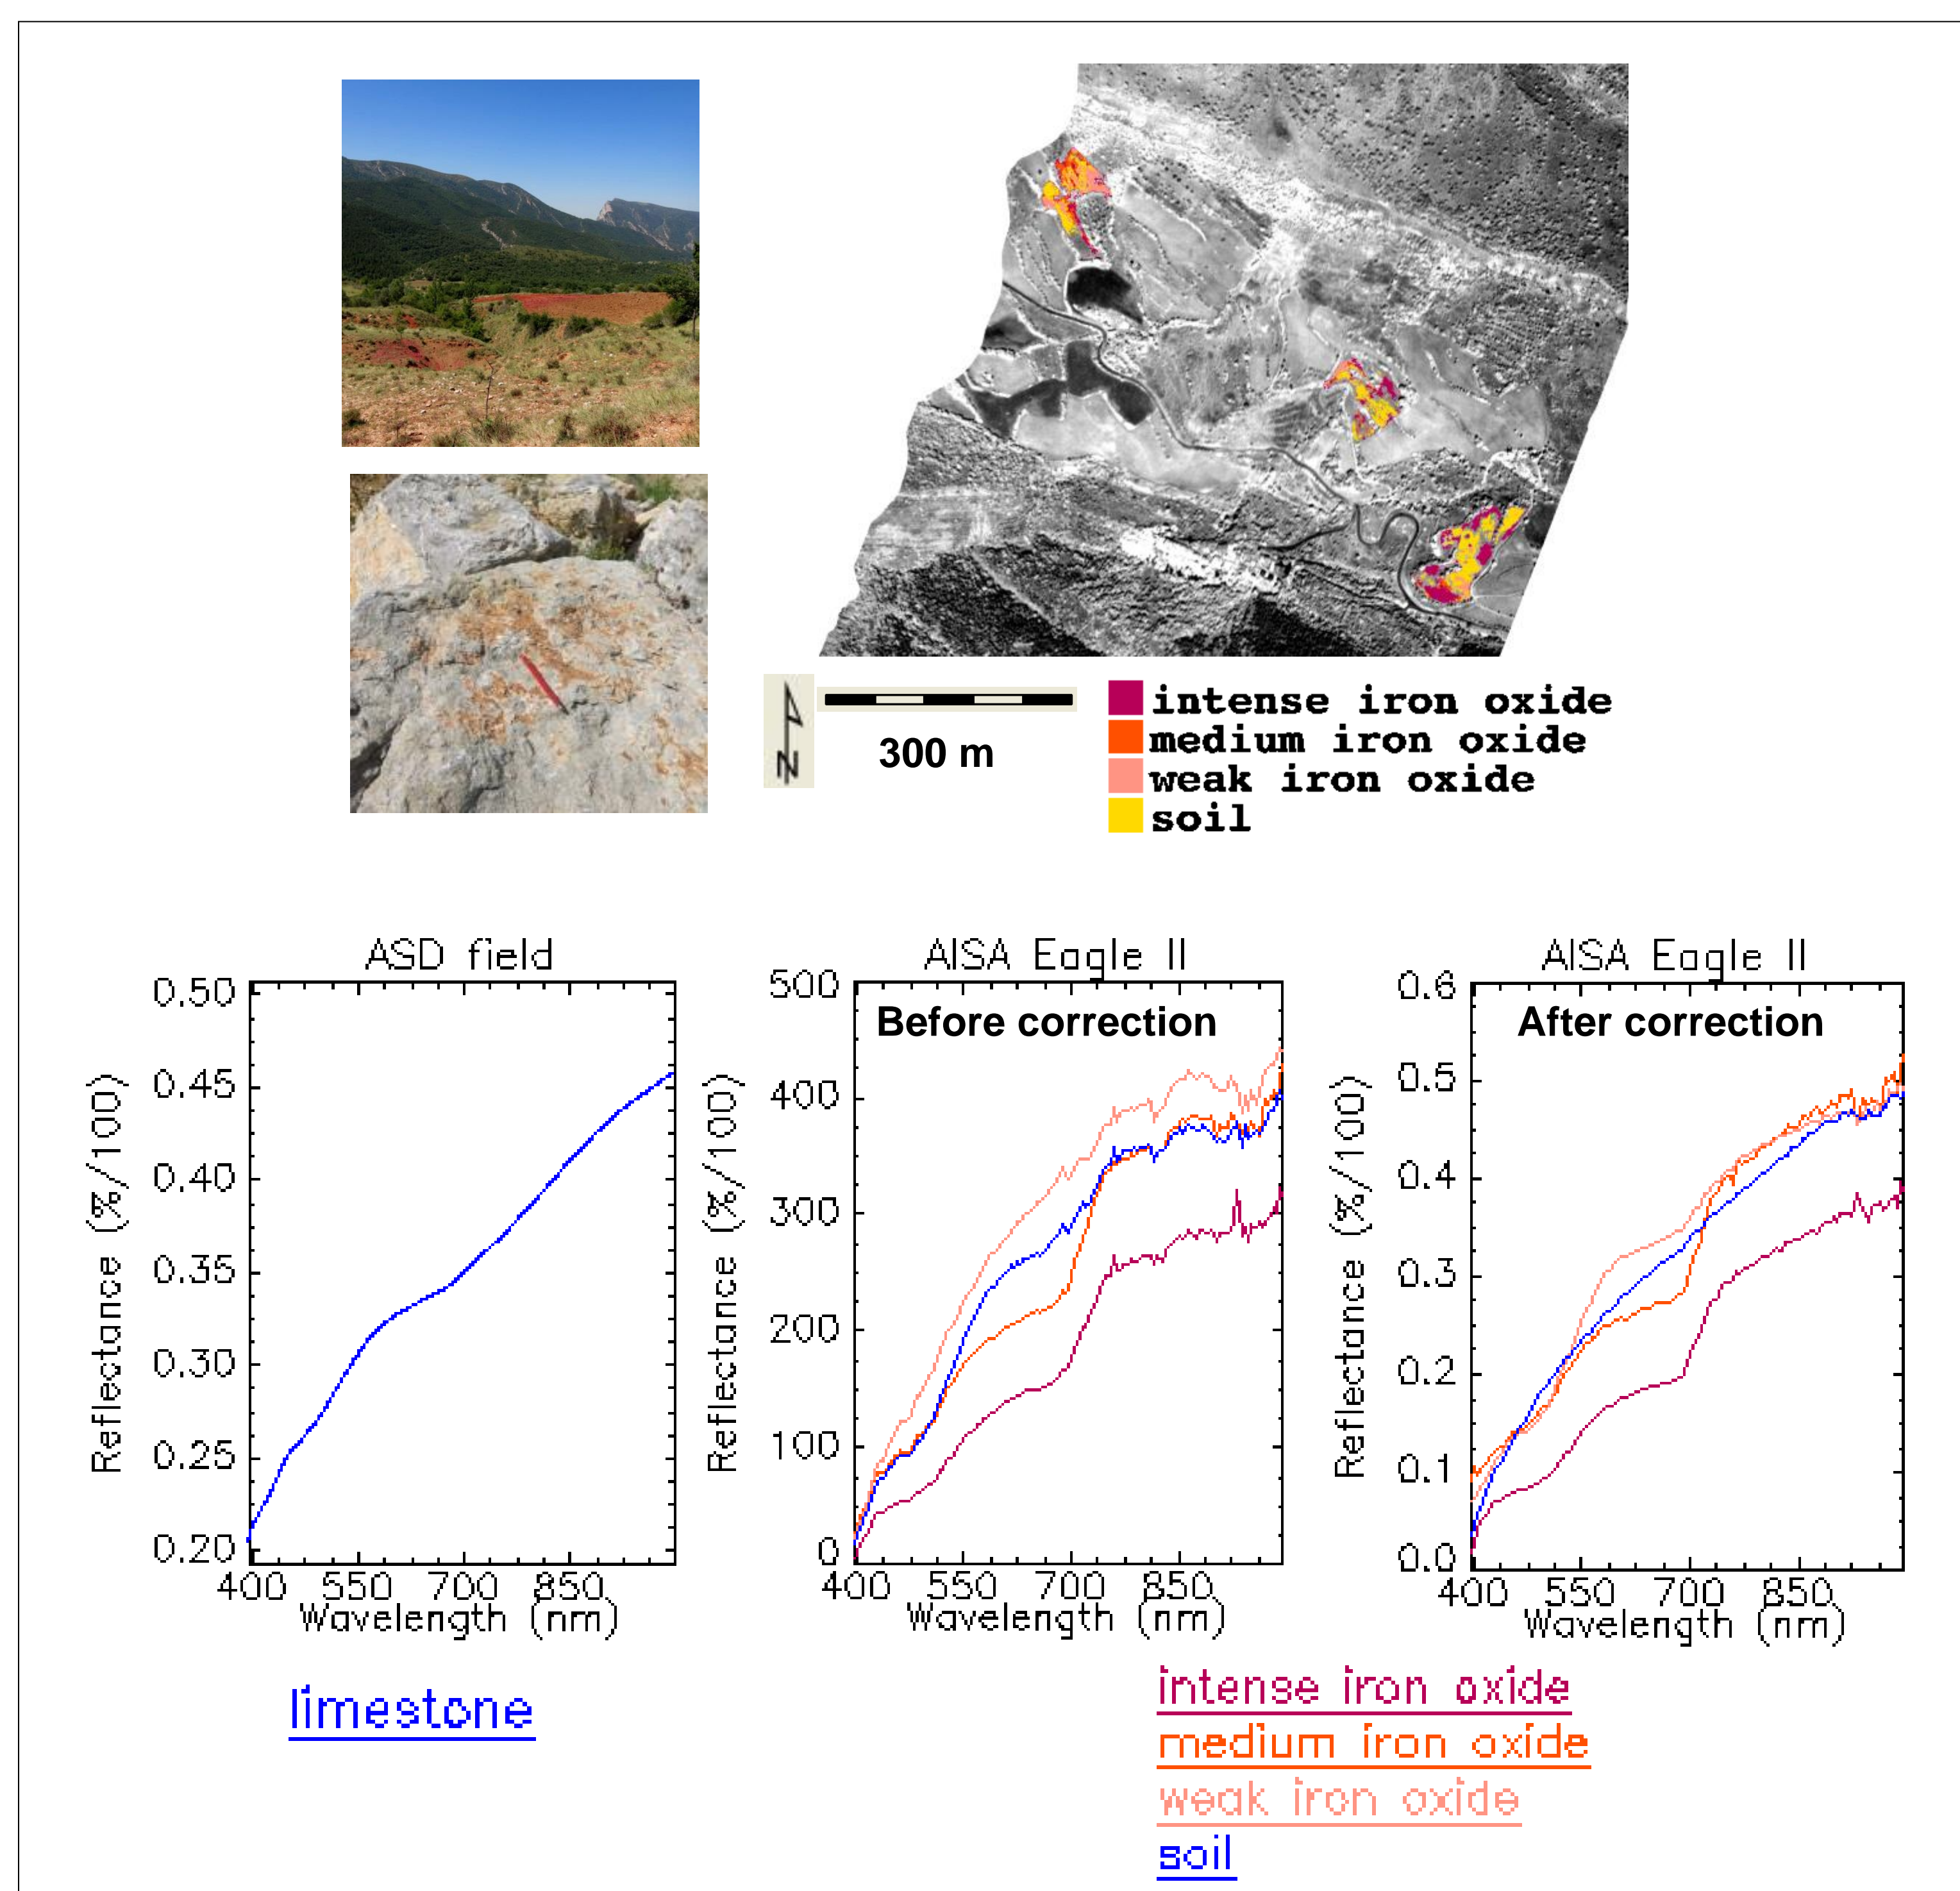 N
300 m
intense iron oxide
medium iron oxide
weak iron oxide
soil
ASD field
Reflectance (%/100)
0.50
0.45
0.40
0.35
0.30
0.25
0.20
400 550 700 850
Wavelength (nm)
limestone
AISA Eagle II
Before correction
Reflectance (%/100)
500
400
300
200
100
0
400 550 700 850
Wavelength (nm)
AISA Eagle II
After correction
Reflectance (%/100)
0.6
0.5
0.4
0.3
0.2
0.1
0.0
400 550 700 850
Wavelength (nm)
intense iron oxide
medium iron oxide
weak iron oxide
soil